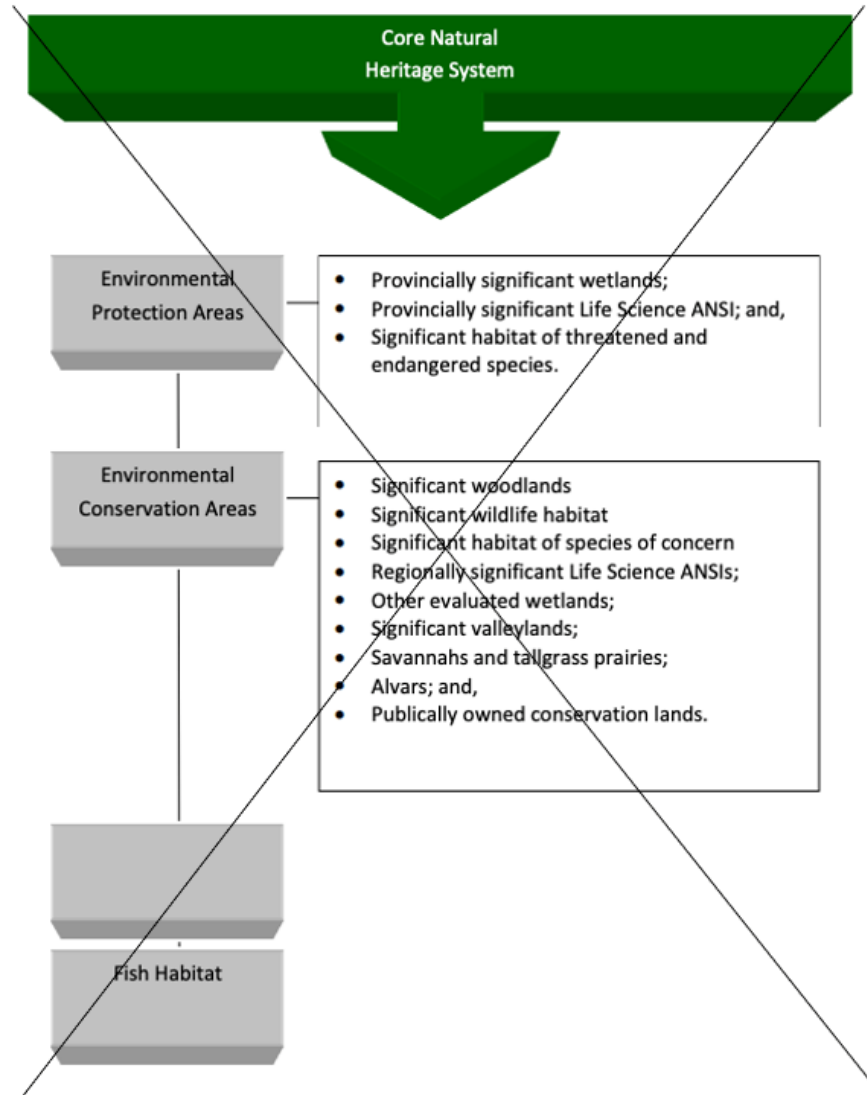 Core Natural
Heritage System
Environmental
Protection Areas
• Provincially significant wetlands;
• Provincially significant Life Science ANSI; and,
• Significant habitat of threatened and
endangered species.
Environmental
Conservation Areas
• Significant woodlands
• Significant wildlife habitat
• Significant habitat of species of concern
• Regionally significant Life Science ANSIs;
• Other evaluated wetlands;
• Significant valleylands;
• Savannahs and tallgrass prairies;
• Alvars; and,
• Publically owned conservation lands.
Fish Habitat